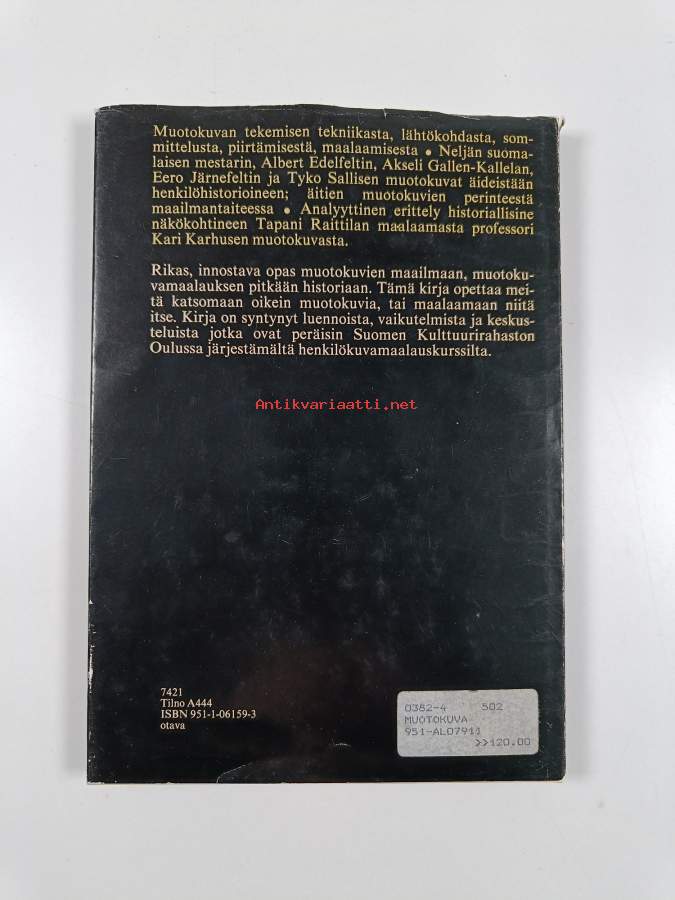 Muotokuvan tekemisen tekniikasta, lähtökohdasta, som-
mittelusta, piirtämisestä, maalaamisesta • Neljän suoma-
laisen mestarin, Albert Edelfeltin, Akseli Gallen-Kallelan,
Eero Järnefeltin ja Tyko Sallisen muotokuvat äideistään
henkilöhistorioineen; äitien muotokuvien perinteestä
maailmantaiteessa • Analyyttinen erittely historiallisine
näkökohtineen Tapani Raittilan maalaamasta professori
Kari Karhusen muotokuvasta.
Rikas, innostava opas muotokuvien maailmaan, muotoku-
vamaalauksen pitkään historiaan. Tämä kirja opettaa mei-
tä katsomaan oikein muotokuvia, tai maalaamaan niitä
itse. Kirja on syntynyt luennoista, vaikutelmista ja keskus-
teluista jotka ovat peräisin Suomen Kulttuurirahaston
Oulussa järjestämältä henkilökuvamaalauskurssilta.
Antikvariaatti.net
7421
Tilno A444
ISBN 951-1-06159-3
otava
0382-4 502
MUOTOKUVA
951-AL07911
>>120.00